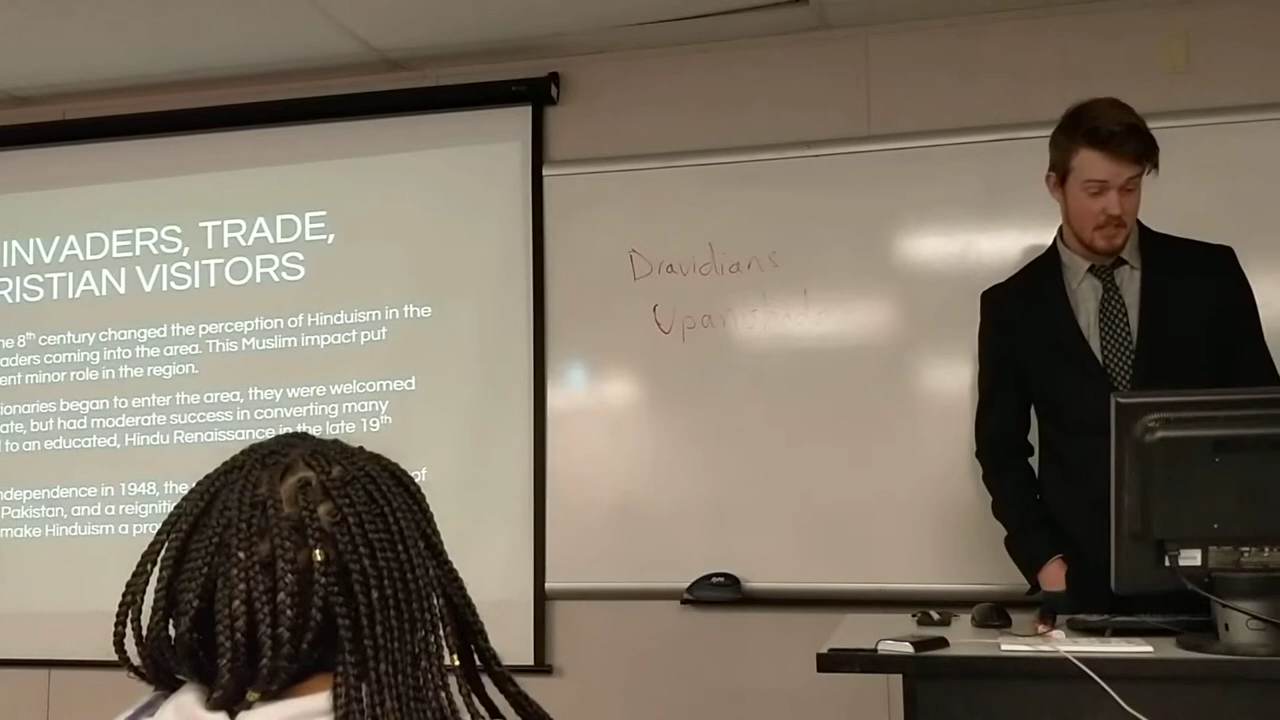 INVADERS, TRADE,
RISTIAN VISITORS
he 8th century changed the perception of Hinduism in the
aders coming into the area. This Muslim impact put
ent minor role in the region.
ionaries began to enter the area, they were welcomed
ate, but had moderate success in converting many
to an educated, Hindu Renaissance in the late 19th
ndependence in 1948, the of
Pakistan, and a reigniti
make Hinduism a pro
Dravidians
Upanishads